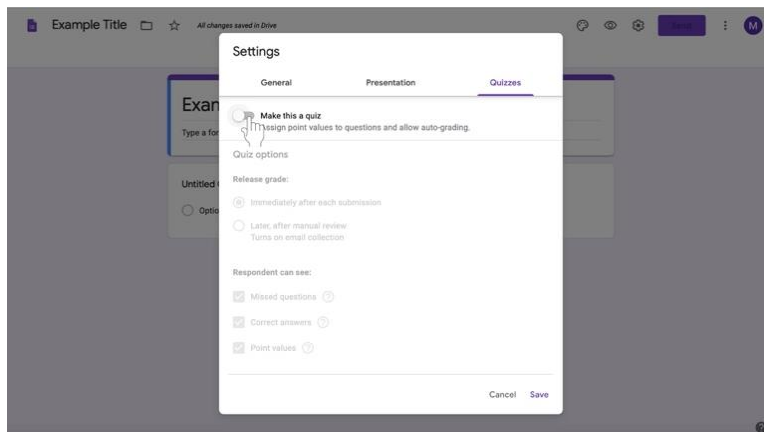 Example Title
All changes saved in Drive
M
Settings
General
Presentation
Quizzes
Exan
Type a for
Make this a quiz
Assign point values to questions and allow auto-grading.
Quiz options
Release grade:
Untitled
Immediately after each submission
Optio
Later, after manual review
Turns on email collection
Respondent can see:
Missed questions
Correct answers
Point values
Cancel
Save